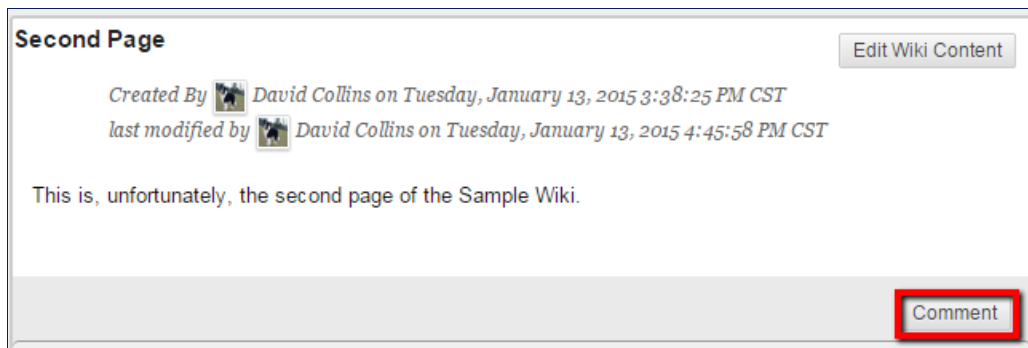 Second Page
Edit Wiki Content
Created By David Collins on Tuesday, January 13, 2015 3:38:25 PM CST
last modified by David Collins on Tuesday, January 13, 2015 4:45:58 PM CST
This is, unfortunately, the second page of the Sample Wiki.
Comment